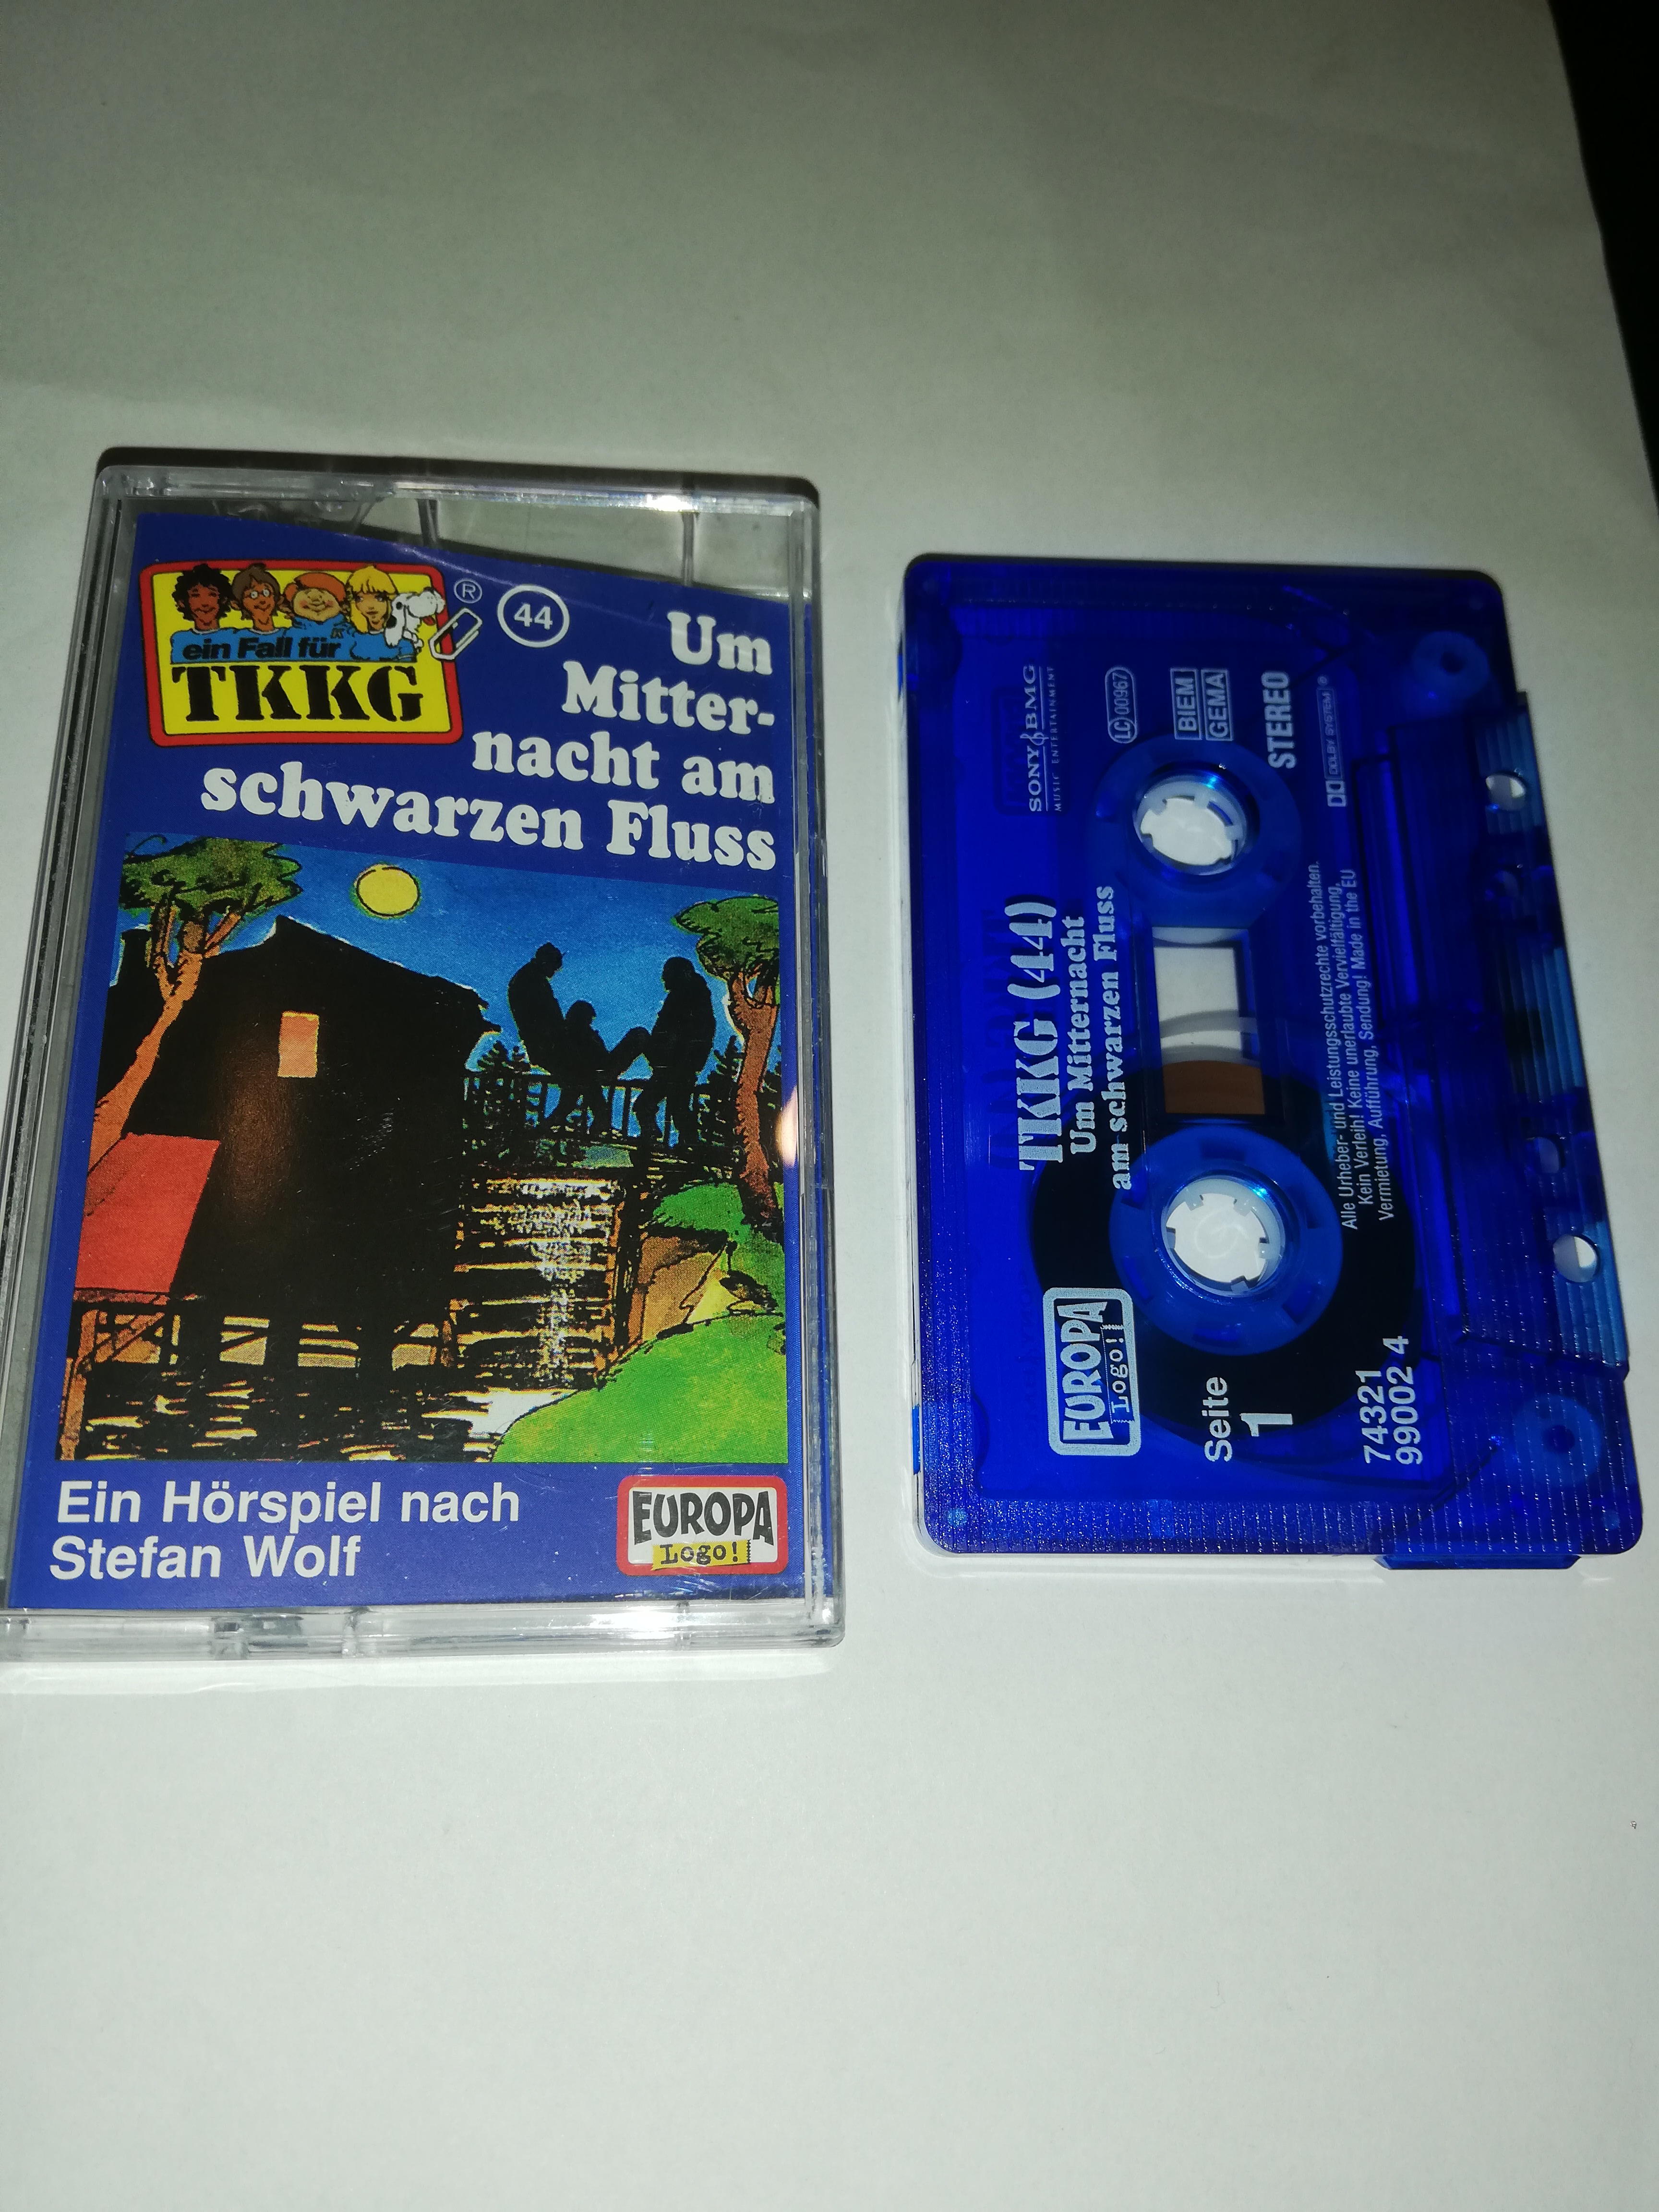 ein Fall für
TKKG
®
44
Um
Mitter-
nacht am
schwarzen Fluss
Ein Hörspiel nach
Stefan Wolf
EUROPA
Logo!
TKKG (44)
Um Mitternacht
am schwarzen Fluss
SONY BMG
MUSIC ENTERTAINMENT
LC 00967
BIEM
GEMA
STEREO
DOLBY SYSTEM ®
EUROPA
Logo!
Seite
1
Alle Urheber- und Leistungsschutzrechte vorbehalten.
Kein Verleih! Keine unerlaubte Vervielfältigung,
Vermietung, Aufführung, Sendung! Made in the EU
74321
99002 4